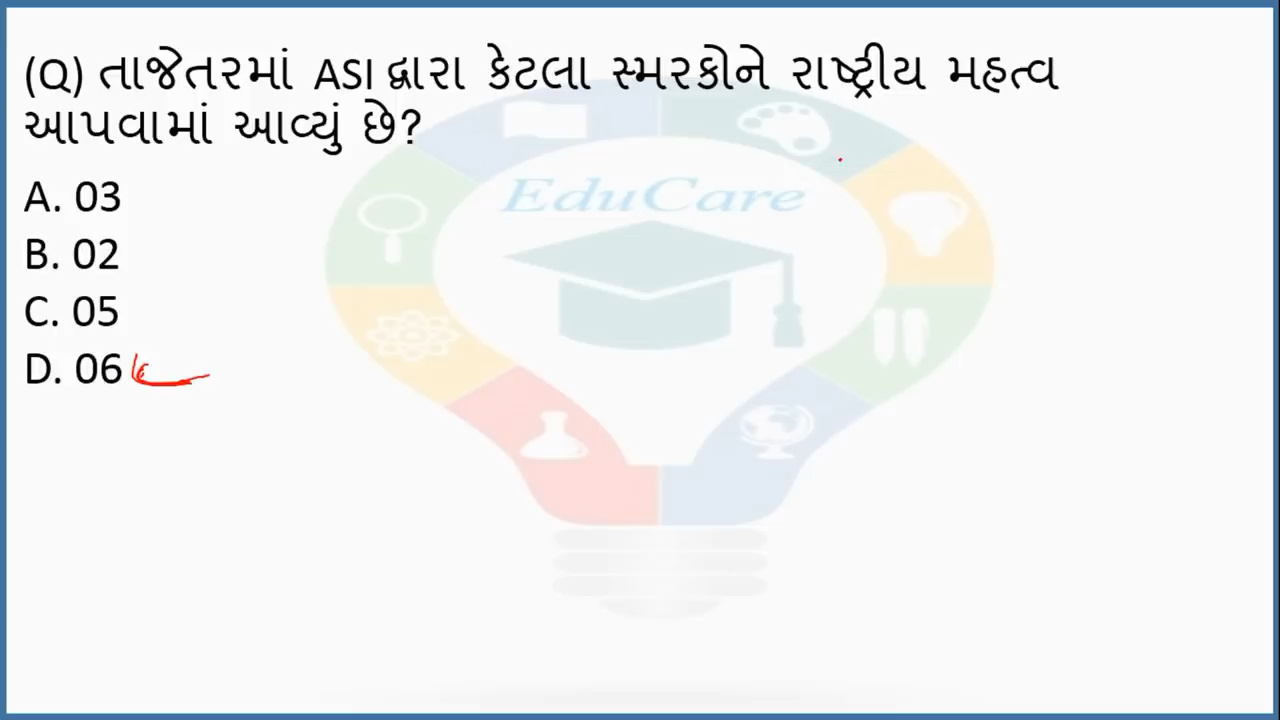 (Q) તાજેતરમાં ASI દ્વારા કેટલા સ્મરકોને રાષ્ટ્રીય મહત્વ
આપવામાં આવ્યું છે?
EduCare
A. 03
B. 02
C. 05
D. 06